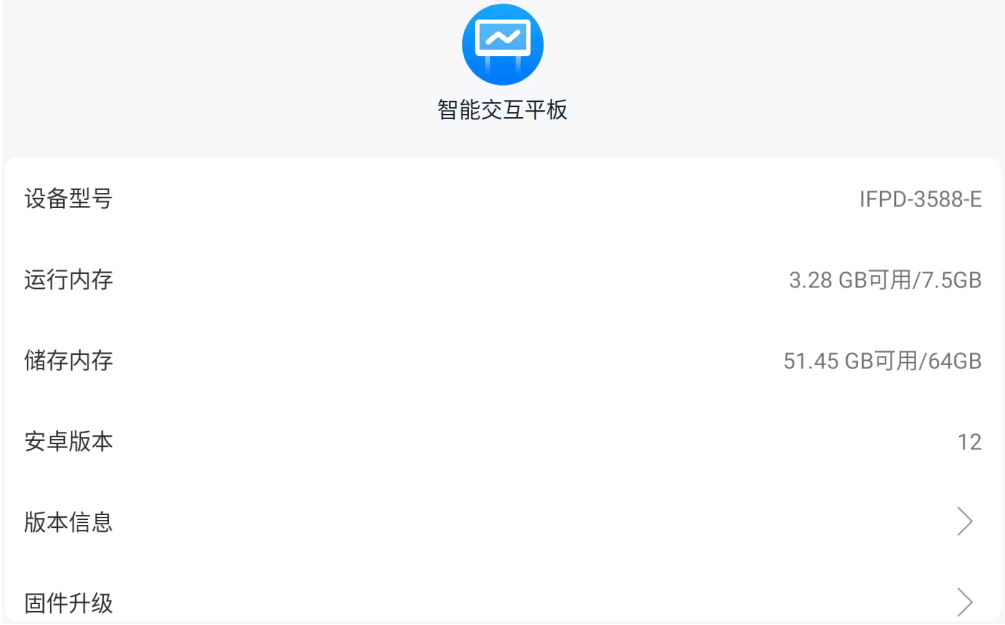 智能交互平板
设备型号 IFPD-3588-E
运行内存 3.28 GB可用/7.5GB
储存内存 51.45 GB可用/64GB
安卓版本 12
版本信息
固件升级